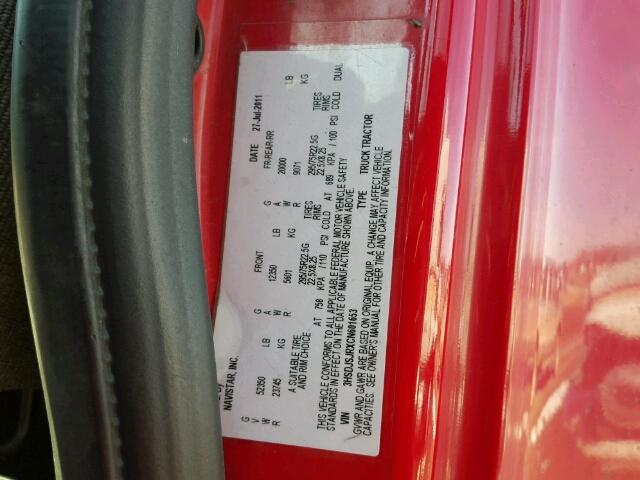 NAVISTAR, INC. DATE 27-Jul-2011
G V W R 52350 LB 23745 KG G A W R FRONT 12350 LB 5601 KG G A W R FR-REAR-RR 20000 LB 9071 KG
A SUITABLE TIRE AND RIM CHOICE 295/75R22.5G TIRES 22.5X8.25 RIMS 295/75R22.5G TIRES 22.5X8.25 RIMS DUAL
AT 758 KPA / 110 PSI COLD AT 689 KPA / 100 PSI COLD
THIS VEHICLE CONFORMS TO ALL APPLICABLE FEDERAL MOTOR VEHICLE SAFETY
STANDARDS IN EFFECT ON THE DATE OF MANUFACTURE SHOWN ABOVE.
VIN 3HSDJSJRXCN601653 TYPE TRUCK TRACTOR
GVWR AND GAWR ARE BASED ON ORIGINAL EQUIP. A CHANGE MAY AFFECT VEHICLE
CAPACITIES. SEE OWNER'S MANUAL FOR OTHER TIRE AND CAPACITY INFORMATION.